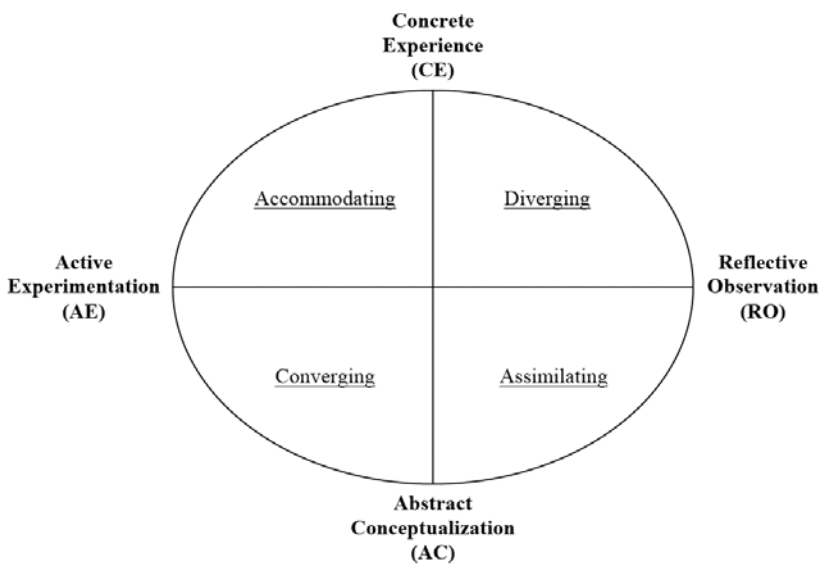 Concrete
Experience
(CE)
Accommodating
Diverging
Active
Experimentation
(AE)
Reflective
Observation
(RO)
Converging
Assimilating
Abstract
Conceptualization
(AC)